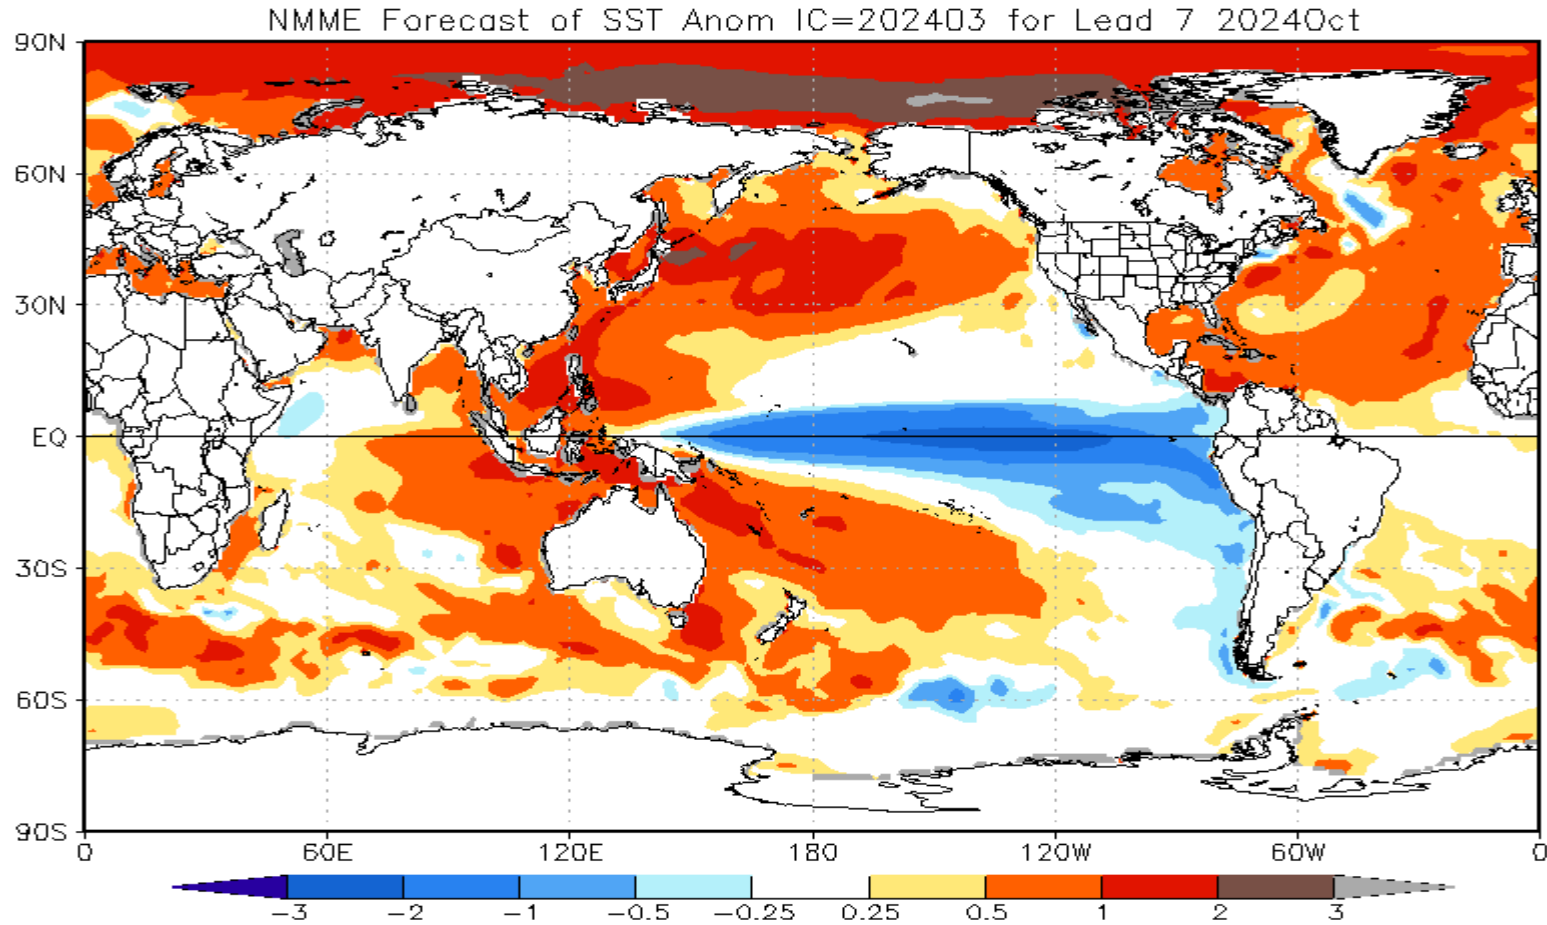 NMME Forecast of SST Anom IC=202403 for Lead 7 2024Oct
90N
60N
30N
EQ
30S
60S
90S
0 60E 120E 180 120W 60W 0
-3 -2 -1 -0.5 -0.25 0.25 0.5 1 2 3